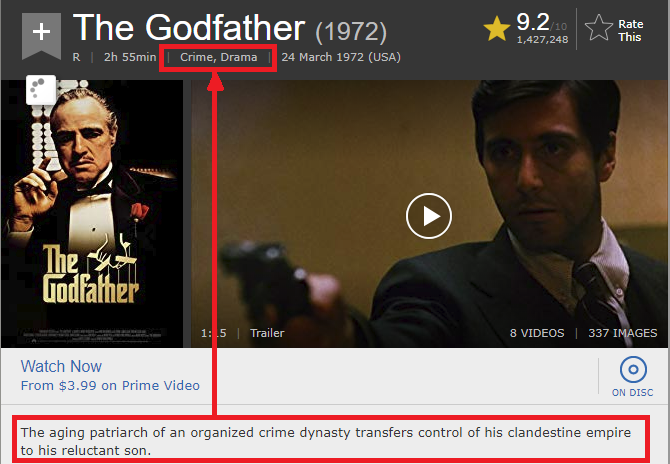 The Godfather (1972)
9.2/10
1,427,248
Rate
This
R | 2h 55min | Crime, Drama | 24 March 1972 (USA)
The
Godfather
1:15 | Trailer
8 VIDEOS | 337 IMAGES
Watch Now
From $3.99 on Prime Video
ON DISC
The aging patriarch of an organized crime dynasty transfers control of his clandestine empire
to his reluctant son.